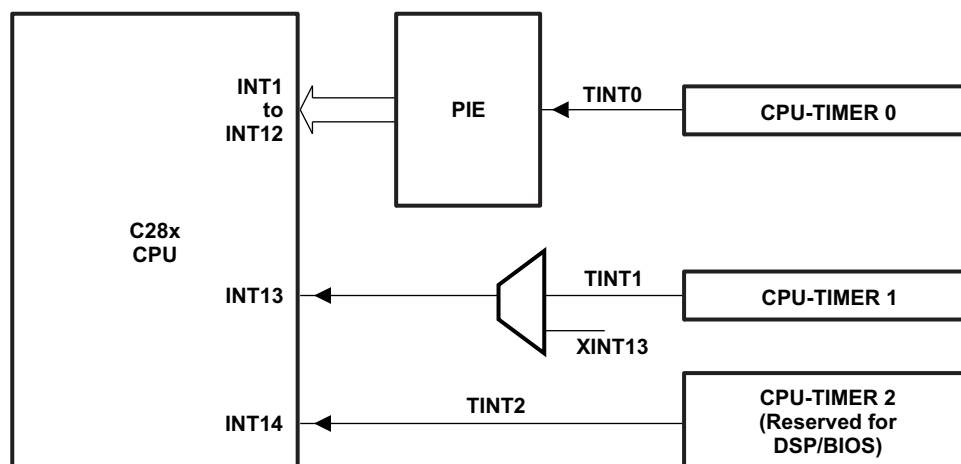 INT1
to
INT12
PIE
TINT0
CPU-TIMER 0
C28x
CPU
INT13
TINT1
CPU-TIMER 1
XINT13
INT14
TINT2
CPU-TIMER 2
(Reserved for
DSP/BIOS)